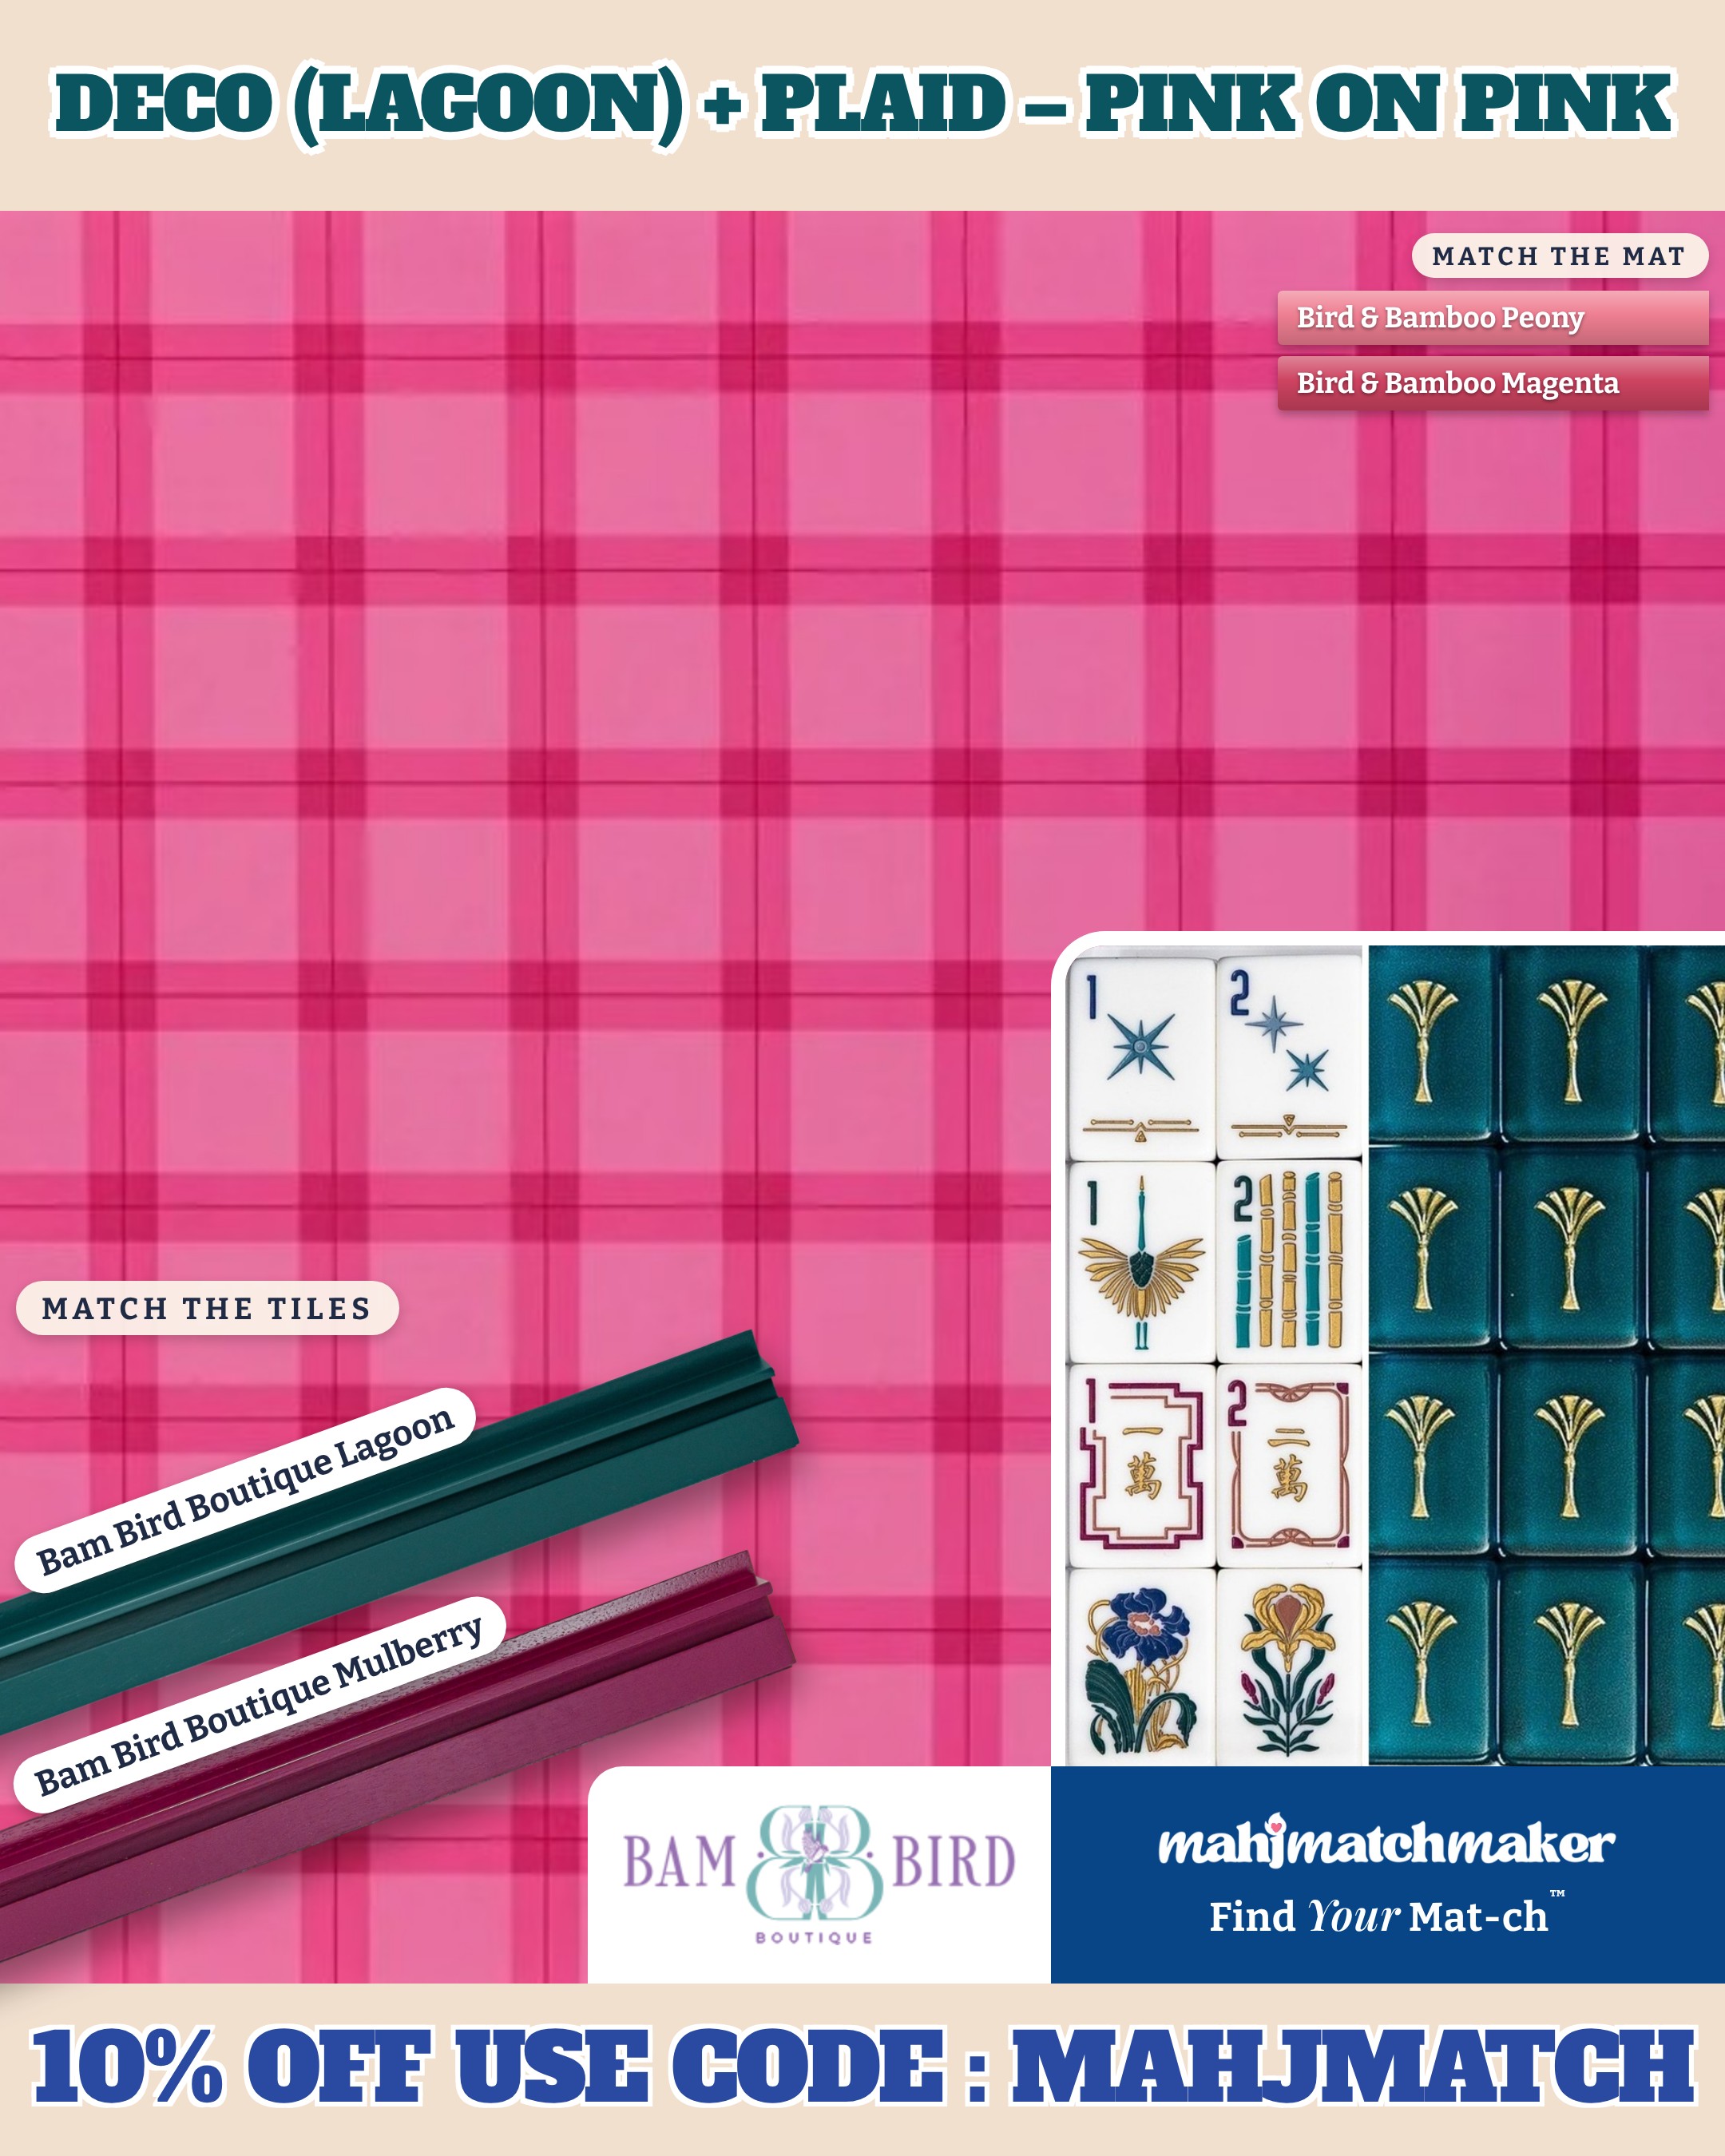 DECO (LAGOON) + PLAID – PINK ON PINK
MATCH THE MAT
Bird & Bamboo Peony
Bird & Bamboo Magenta
1 2
1 2
1 2
一萬 二萬
MATCH THE TILES
Bam Bird Boutique Lagoon
Bam Bird Boutique Mulberry
BAM BB BIRD
BOUTIQUE
mahjmatchmaker
Find Your Mat-ch™
10% OFF USE CODE : MAHJMATCH